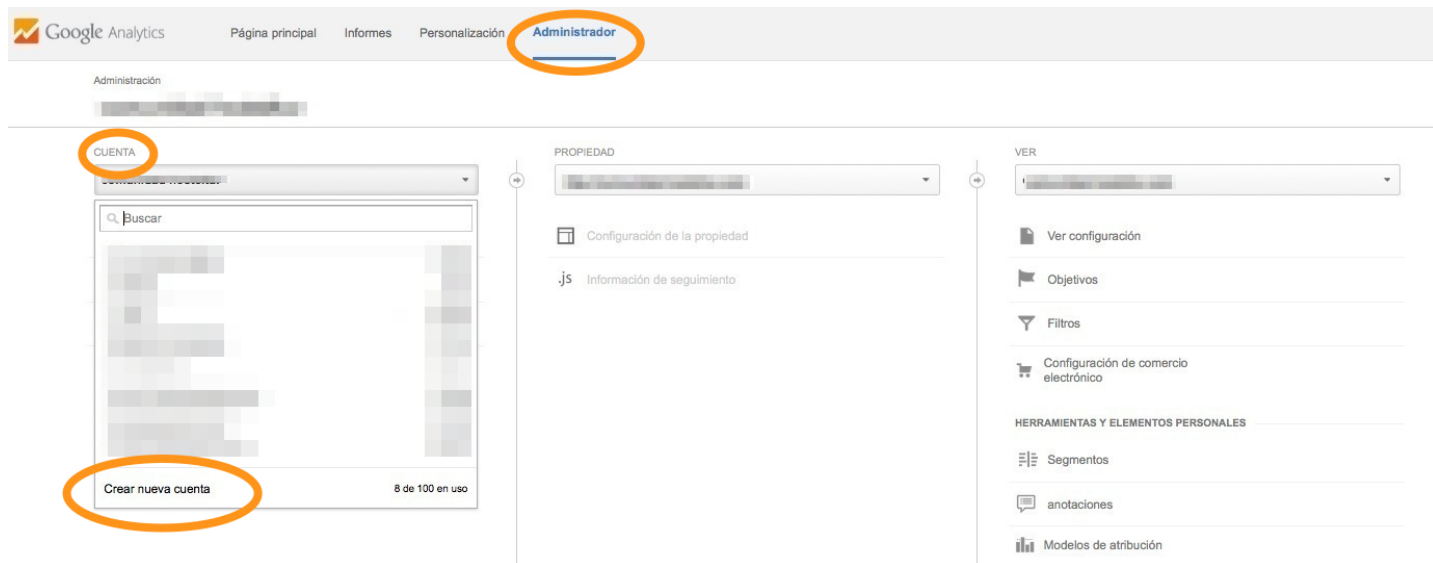 Google Analytics Página principal Informes Personalización Administrador
Administración
CUENTA
Buscar
Crear nueva cuenta 8 de 100 en uso
PROPIEDAD
Configuración de la propiedad
.js Información de seguimiento
VER
Ver configuración
Objetivos
Filtros
Configuración de comercio
electrónico
HERRAMIENTAS Y ELEMENTOS PERSONALES
Segmentos
anotaciones
Modelos de atribución